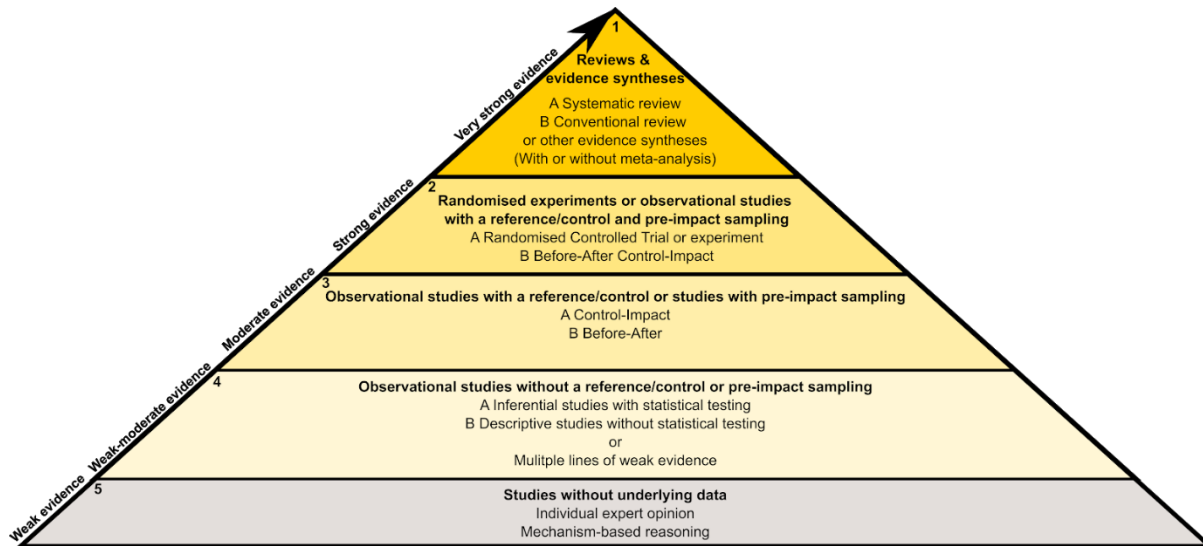 1
Reviews &
evidence syntheses
A Systematic review
B Conventional review
or other evidence syntheses
(With or without meta-analysis)
Very strong evidence
2
Randomised experiments or observational studies
with a reference/control and pre-impact sampling
A Randomised Controlled Trial or experiment
B Before-After Control-Impact
Strong evidence
3
Observational studies with a reference/control or studies with pre-impact sampling
A Control-Impact
B Before-After
Moderate evidence
4
Observational studies without a reference/control or pre-impact sampling
A Inferential studies with statistical testing
B Descriptive studies without statistical testing
or
Mulitple lines of weak evidence
Weak-moderate evidence
5
Studies without underlying data
Individual expert opinion
Mechanism-based reasoning
Weak evidence